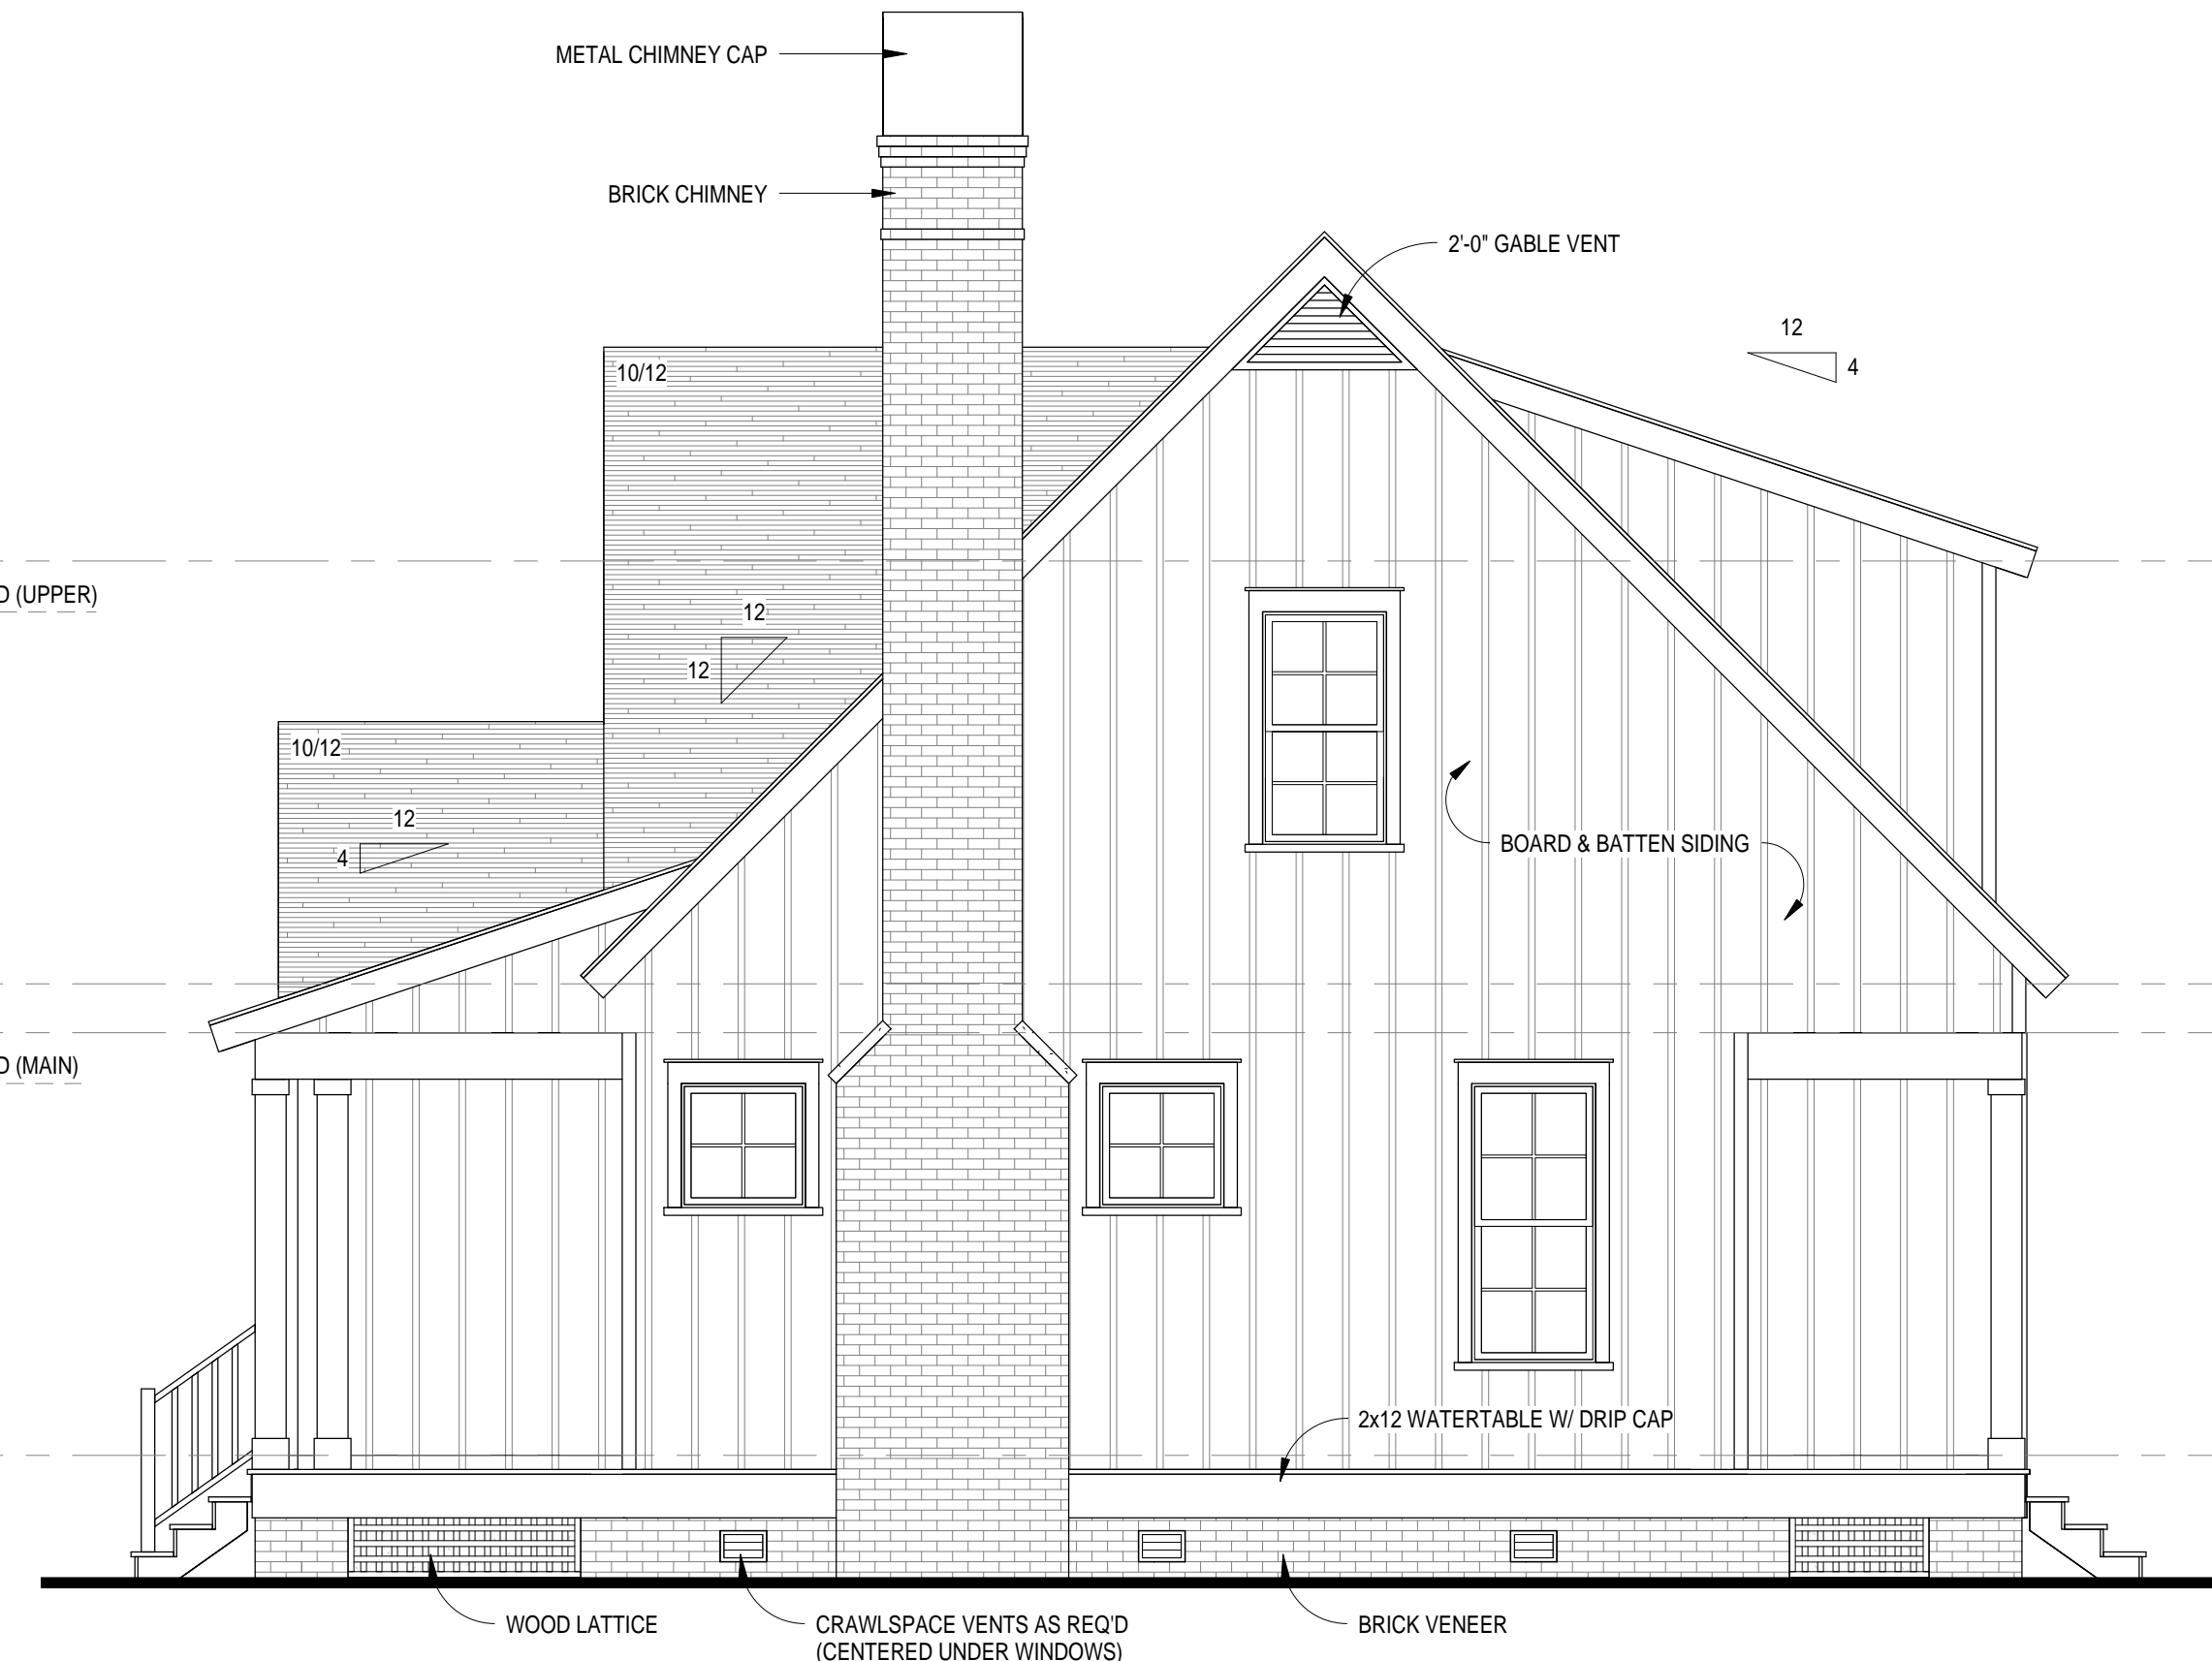 METAL CHIMNEY CAP
BRICK CHIMNEY
2'-0" GABLE VENT
12
4
10/12
D (UPPER)
12
12
10/12
12
4
BOARD & BATTEN SIDING
D (MAIN)
2x12 WATERTABLE W/ DRIP CAP
WOOD LATTICE
CRAWLSPACE VENTS AS REQ'D
(CENTERED UNDER WINDOWS)
BRICK VENEER